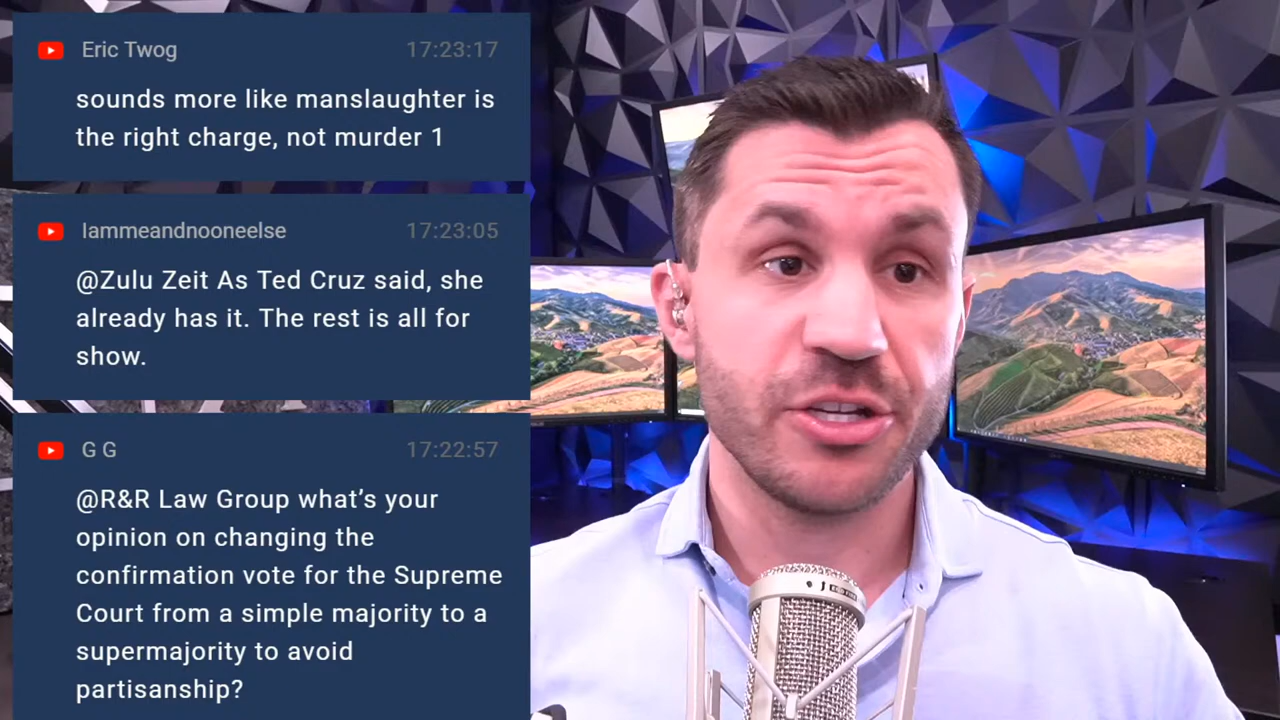 Eric Twog 17:23:17
sounds more like manslaughter is
the right charge, not murder 1
Iammeandnooneelse 17:23:05
@Zulu Zeit As Ted Cruz said, she
already has it. The rest is all for
show.
G G 17:22:57
@R&R Law Group what's your
opinion on changing the
confirmation vote for the Supreme
Court from a simple majority to a
supermajority to avoid
partisanship?